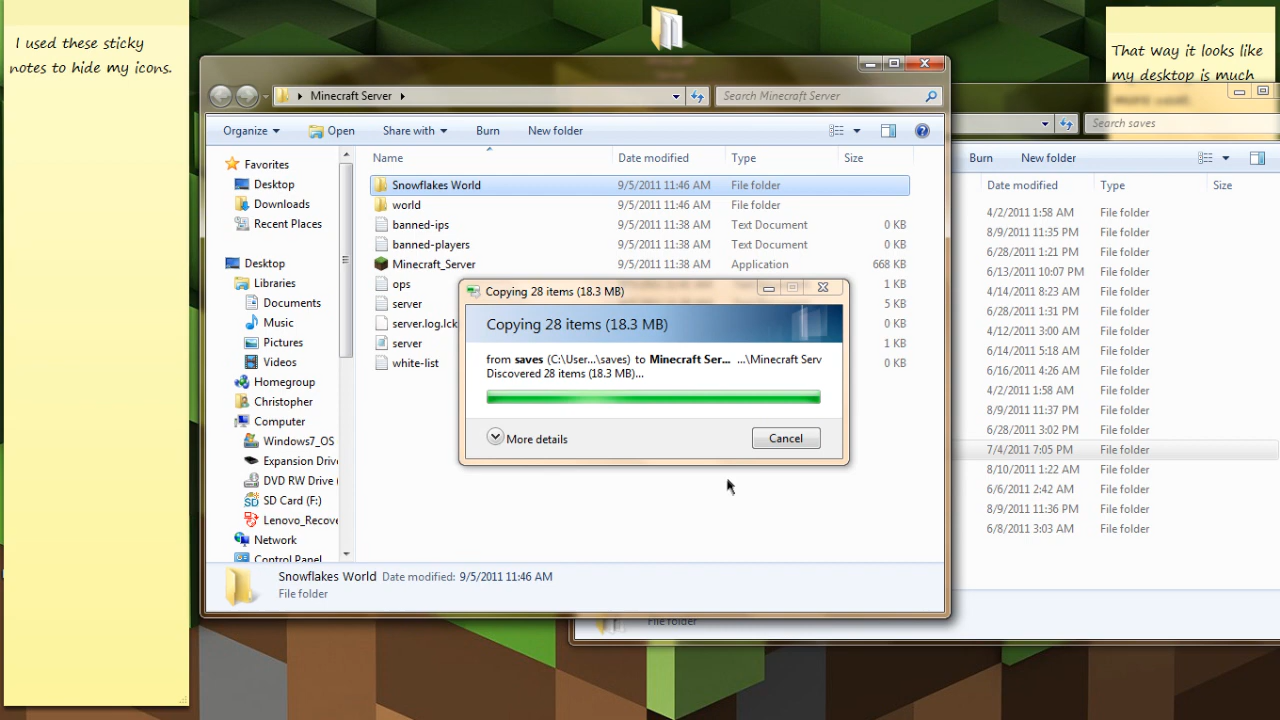 I used these sticky
notes to hide my icons.
That way it looks like
my desktop is much
Minecraft Server
Search Minecraft Server
Organize
Open
Share with
Burn
New folder
Name
Date modified
Type
Size
Favorites
Desktop
Downloads
Recent Places
Desktop
Libraries
Documents
Music
Pictures
Videos
Homegroup
Christopher
Computer
Windows7_OS
Expansion Driv
DVD RW Drive (
SD Card (F:)
Lenovo_Recov
Network
Control Panel
Snowflakes World 9/5/2011 11:46 AM File folder
world 9/5/2011 11:46 AM File folder
banned-ips 9/5/2011 11:38 AM Text Document 0 KB
banned-players 9/5/2011 11:38 AM Text Document 0 KB
Minecraft_Server 9/5/2011 11:38 AM Application 668 KB
ops 1 KB
server 5 KB
server.log.lck 0 KB
server 1 KB
white-list 0 KB
Copying 28 items (18.3 MB)
Copying 28 items (18.3 MB)
from saves (C:\User...\saves) to Minecraft Ser... ...\Minecraft Serv
Discovered 28 items (18.3 MB)...
More details
Cancel
Snowflakes World Date modified: 9/5/2011 11:46 AM
File folder
Search saves
Burn
New folder
Date modified
Type
Size
4/2/2011 1:58 AM File folder
8/9/2011 11:35 PM File folder
6/28/2011 1:21 PM File folder
6/13/2011 10:07 PM File folder
4/14/2011 8:23 AM File folder
6/28/2011 1:31 PM File folder
4/12/2011 3:00 AM File folder
6/14/2011 5:18 AM File folder
6/16/2011 4:26 AM File folder
4/2/2011 1:58 AM File folder
8/9/2011 11:37 PM File folder
6/28/2011 3:02 PM File folder
7/4/2011 7:05 PM File folder
8/10/2011 1:22 AM File folder
6/6/2011 2:42 AM File folder
8/9/2011 11:36 PM File folder
6/8/2011 3:03 AM File folder
File folder